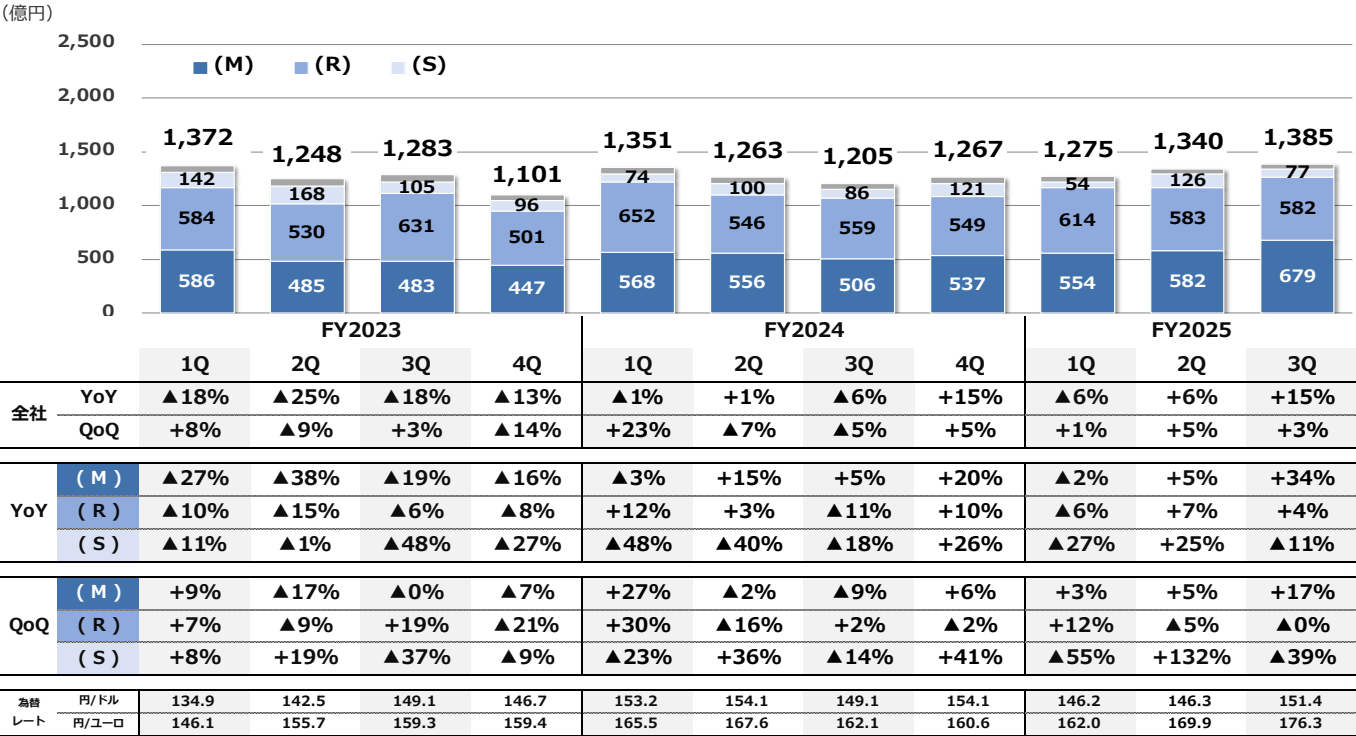 （億円）
2,500
(M) (R) (S)
2,000
1,500
1,372 1,248 1,283 1,101 1,351 1,263 1,205 1,267 1,275 1,340 1,385
142 168 105 96 74 100 86 121 54 126 77
1,000
584 530 631 501 652 546 559 549 614 583 582
500
586 485 483 447 568 556 506 537 554 582 679
0
FY2023 FY2024 FY2025
1Q 2Q 3Q 4Q 1Q 2Q 3Q 4Q 1Q 2Q 3Q
全社
YoY ▲18% ▲25% ▲18% ▲13% ▲1% +1% ▲6% +15% ▲6% +6% +15%
QoQ +8% ▲9% +3% ▲14% +23% ▲7% ▲5% +5% +1% +5% +3%
YoY
( M ) ▲27% ▲38% ▲19% ▲16% ▲3% +15% +5% +20% ▲2% +5% +34%
( R ) ▲10% ▲15% ▲6% ▲8% +12% +3% ▲11% +10% ▲6% +7% +4%
( S ) ▲11% ▲1% ▲48% ▲27% ▲48% ▲40% ▲18% +26% ▲27% +25% ▲11%
QoQ
( M ) +9% ▲17% ▲0% ▲7% +27% ▲2% ▲9% +6% +3% +5% +17%
( R ) +7% ▲9% +19% ▲21% +30% ▲16% +2% ▲2% +12% ▲5% ▲0%
( S ) +8% +19% ▲37% ▲9% ▲23% +36% ▲14% +41% ▲55% +132% ▲39%
為替
レート
円/ドル 134.9 142.5 149.1 146.7 153.2 154.1 149.1 154.1 146.2 146.3 151.4
円/ユーロ 146.1 155.7 159.3 159.4 165.5 167.6 162.1 160.6 162.0 169.9 176.3